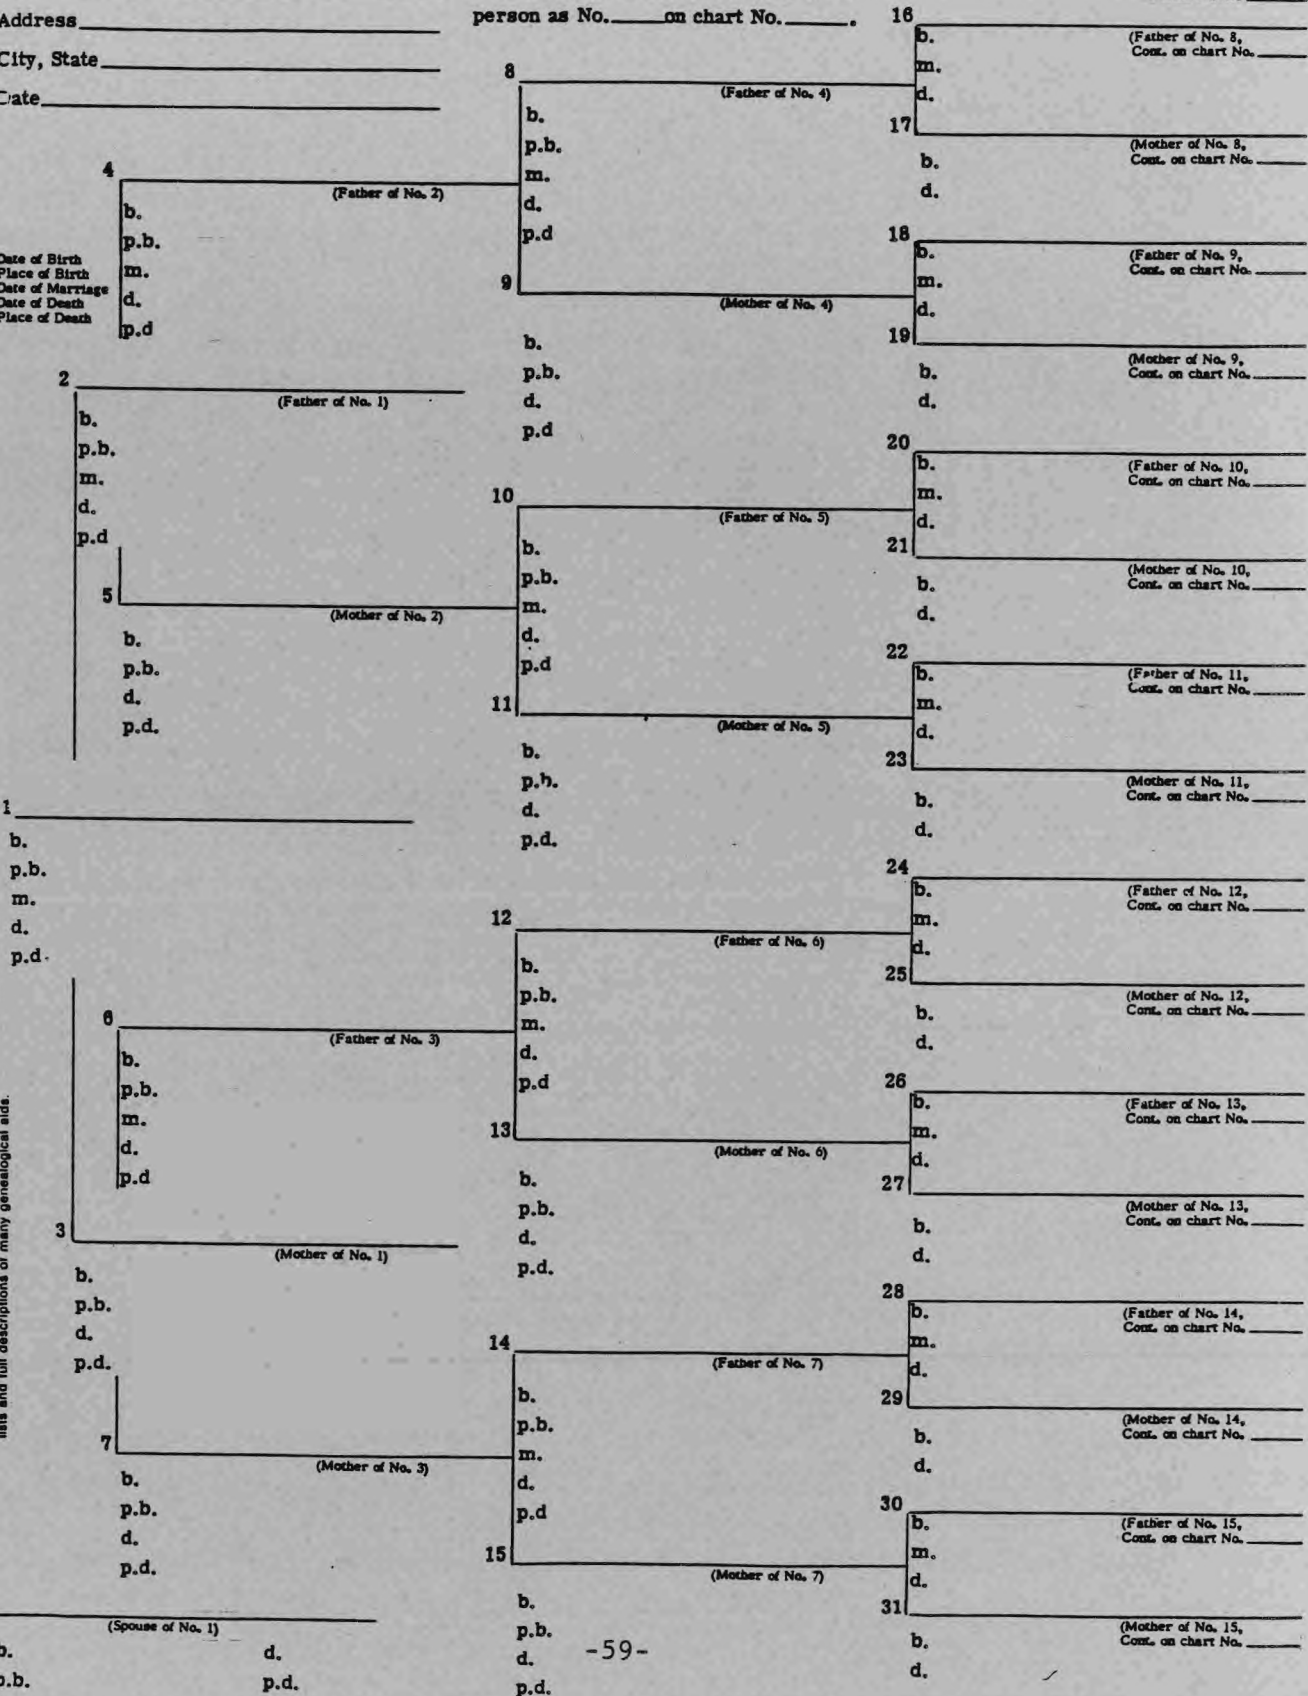 Address
City, State
Date
person as No. on chart No. .
Date of Birth
Place of Birth
Date of Marriage
Date of Death
Place of Death
1
b.
p.b.
m.
d.
p.d.
2
(Father of No. 1)
b.
p.b.
m.
d.
p.d
3
(Mother of No. 1)
b.
p.b.
d.
p.d.
4
(Father of No. 2)
b.
p.b.
m.
d.
p.d
5
(Mother of No. 2)
b.
p.b.
d.
p.d.
6
(Father of No. 3)
b.
p.b.
m.
d.
p.d
7
(Mother of No. 3)
b.
p.b.
d.
p.d.
(Spouse of No. 1)
b.
p.b.
d.
p.d.
8
(Father of No. 4)
b.
p.b.
m.
d.
p.d
9
(Mother of No. 4)
b.
p.b.
d.
p.d
10
(Father of No. 5)
b.
p.b.
m.
d.
p.d
11
(Mother of No. 5)
b.
p.b.
d.
p.d.
12
(Father of No. 6)
b.
p.b.
m.
d.
p.d
13
(Mother of No. 6)
b.
p.b.
d.
p.d.
14
(Father of No. 7)
b.
p.b.
m.
d.
p.d
15
(Mother of No. 7)
b.
p.b.
d.
p.d.
16
b.
m.
d.
(Father of No. 8,
Cont. on chart No.
17
(Mother of No. 8,
Cont. on chart No.
b.
d.
18
b.
m.
d.
(Father of No. 9,
Cont. on chart No.
19
(Mother of No. 9,
Cont. on chart No.
b.
d.
20
b.
m.
d.
(Father of No. 10,
Cont. on chart No.
21
(Mother of No. 10,
Cont. on chart No.
b.
d.
22
b.
m.
d.
(Father of No. 11,
Cont. on chart No.
23
(Mother of No. 11,
Cont. on chart No.
b.
d.
24
b.
m.
d.
(Father of No. 12,
Cont. on chart No.
25
(Mother of No. 12,
Cont. on chart No.
b.
d.
26
b.
m.
d.
(Father of No. 13,
Cont. on chart No.
27
(Mother of No. 13,
Cont. on chart No.
b.
d.
28
b.
m.
d.
(Father of No. 14,
Cont. on chart No.
29
(Mother of No. 14,
Cont. on chart No.
b.
d.
30
b.
m.
d.
(Father of No. 15,
Cont. on chart No.
31
(Mother of No. 15,
Cont. on chart No.
b.
d.
lists and full descriptions of many genealogical aids.
-59-